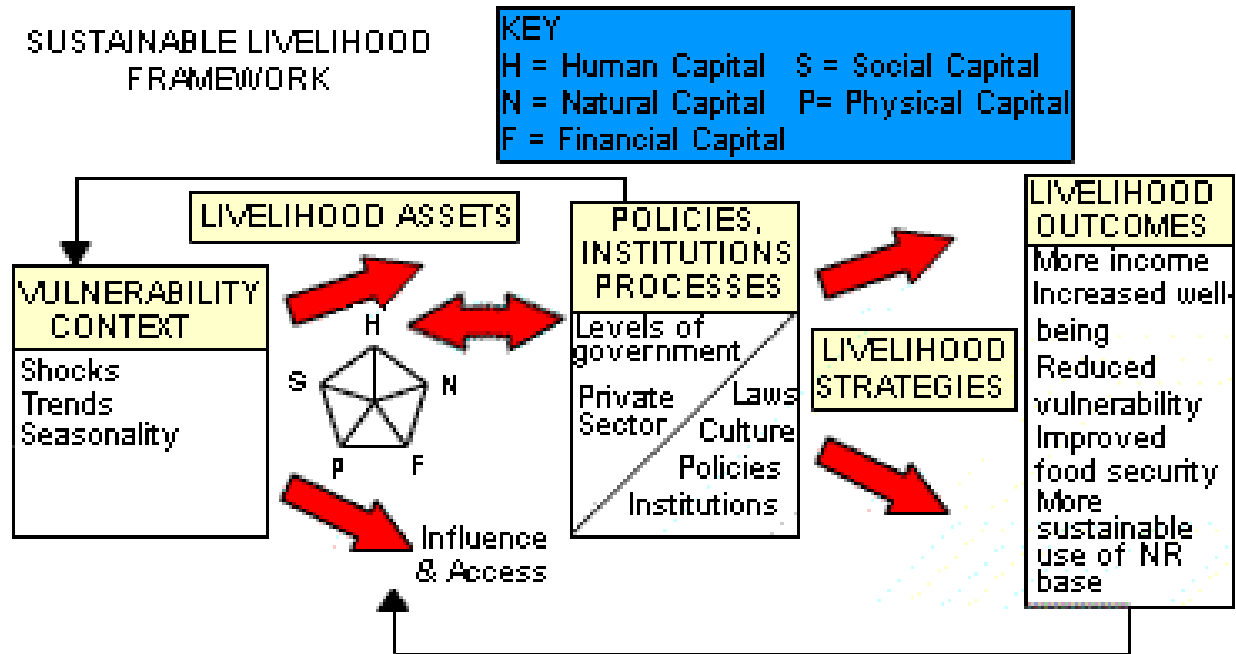 SUSTAINABLE LIVELIHOOD
FRAMEWORK
KEY
H = Human Capital S = Social Capital
N = Natural Capital P= Physical Capital
F = Financial Capital
LIVELIHOOD ASSETS
VULNERABILITY
CONTEXT
Shocks
Trends
Seasonality
H
S
N
P
F
Influence
& Access
POLICIES,
INSTITUTIONS
PROCESSES
Levels of
government
Private
Sector
Laws
Culture
Policies
Institutions
LIVELIHOOD
STRATEGIES
LIVELIHOOD
OUTCOMES
More income
Increased well-
being
Reduced
vulnerability
Improved
food security
More
sustainable
use of NR
base